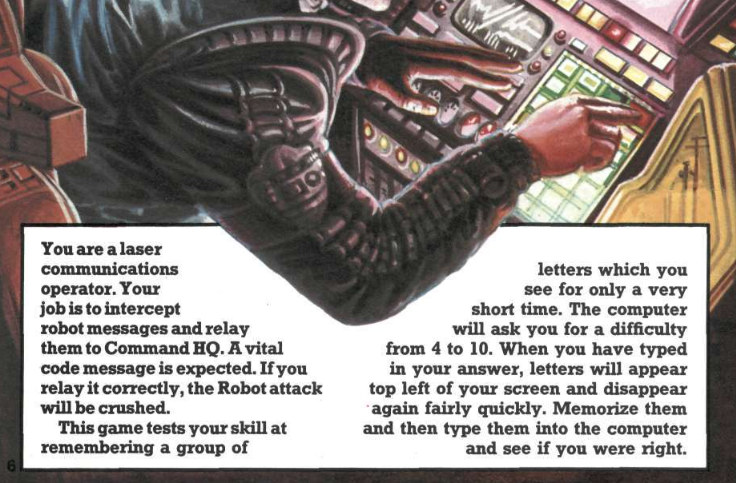 You are a laser
communications
operator. Your
job is to intercept
robot messages and relay
them to Command HQ. A vital
code message is expected. If you
relay it correctly, the Robot attack
will be crushed.
This game tests your skill at
remembering a group of
letters which you
see for only a very
short time. The computer
will ask you for a difficulty
from 4 to 10. When you have typed
in your answer, letters will appear
top left of your screen and disappear
again fairly quickly. Memorize them
and then type them into the computer
and see if you were right.
6